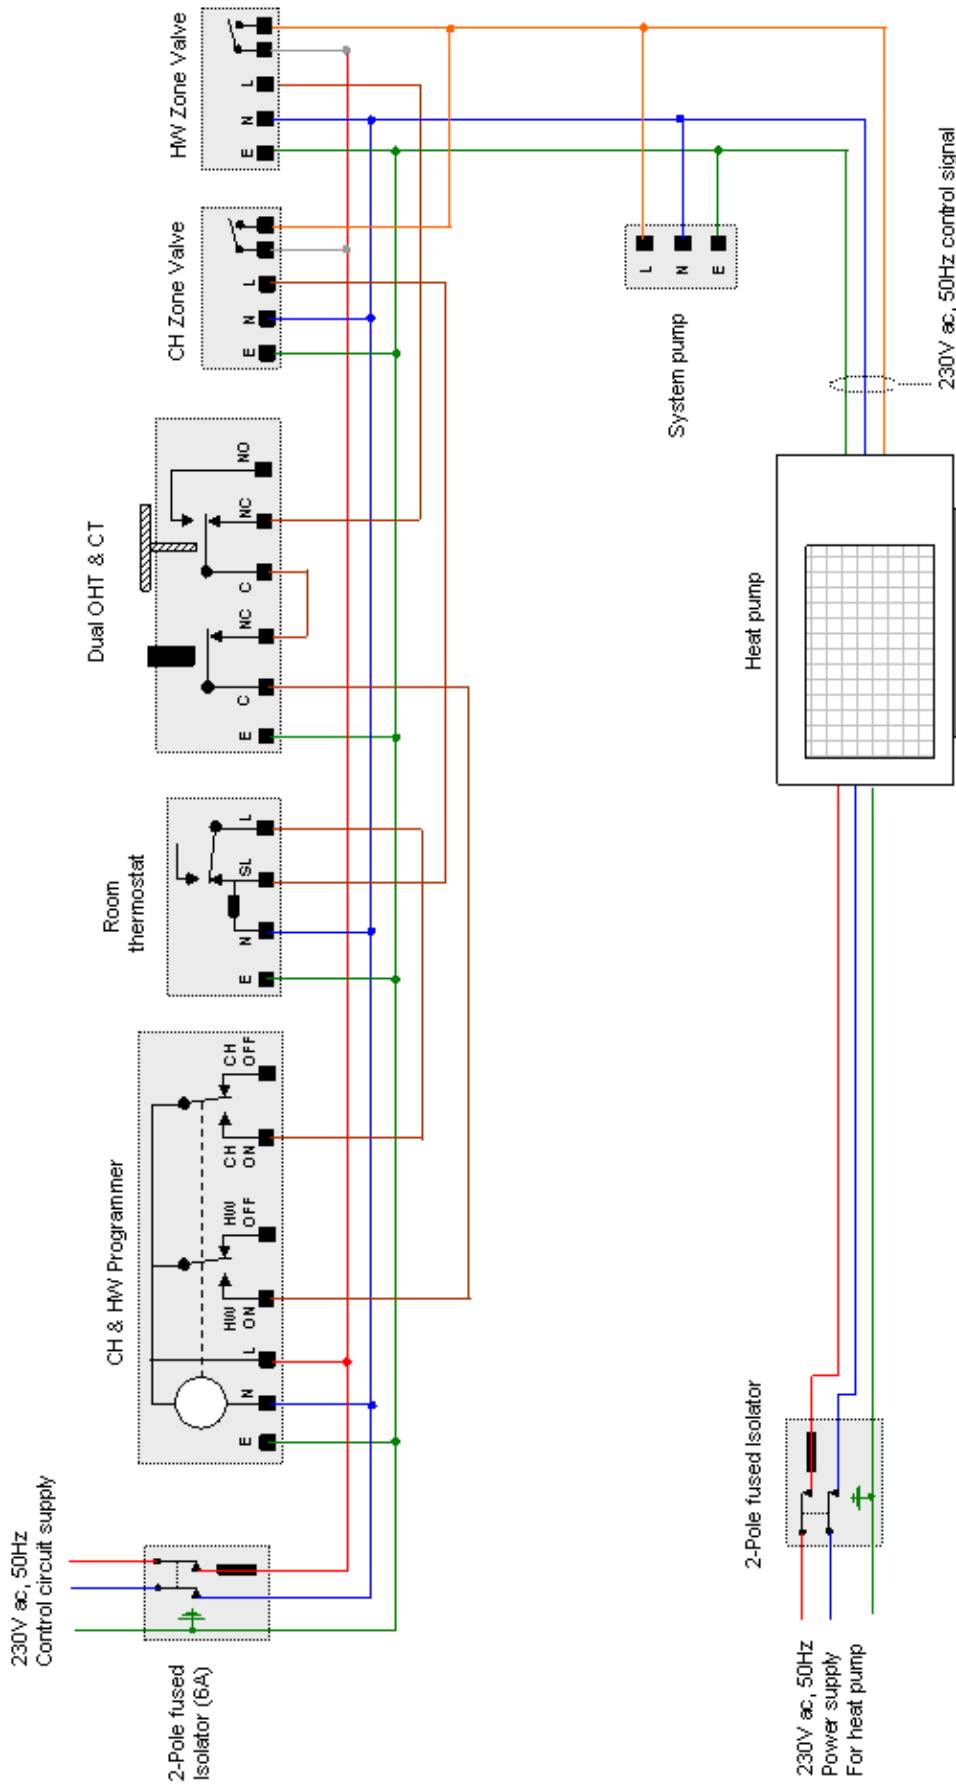 230V ac, 50Hz
Control circuit supply
2-Pole fused
Isolator (6A)
CH & HW Programmer
E
N
L
HW
ON
HW
OFF
CH
ON
CH
OFF
Room
thermostat
E
N
SL
L
Dual OHT & CT
E
C
NC
C
NC
NO
CH Zone Valve
E
N
L
HW Zone Valve
E
N
L
System pump
L
N
E
230V ac, 50Hz
Power supply
For heat pump
2-Pole fused Isolator
Heat pump
230V ac, 50Hz control signal